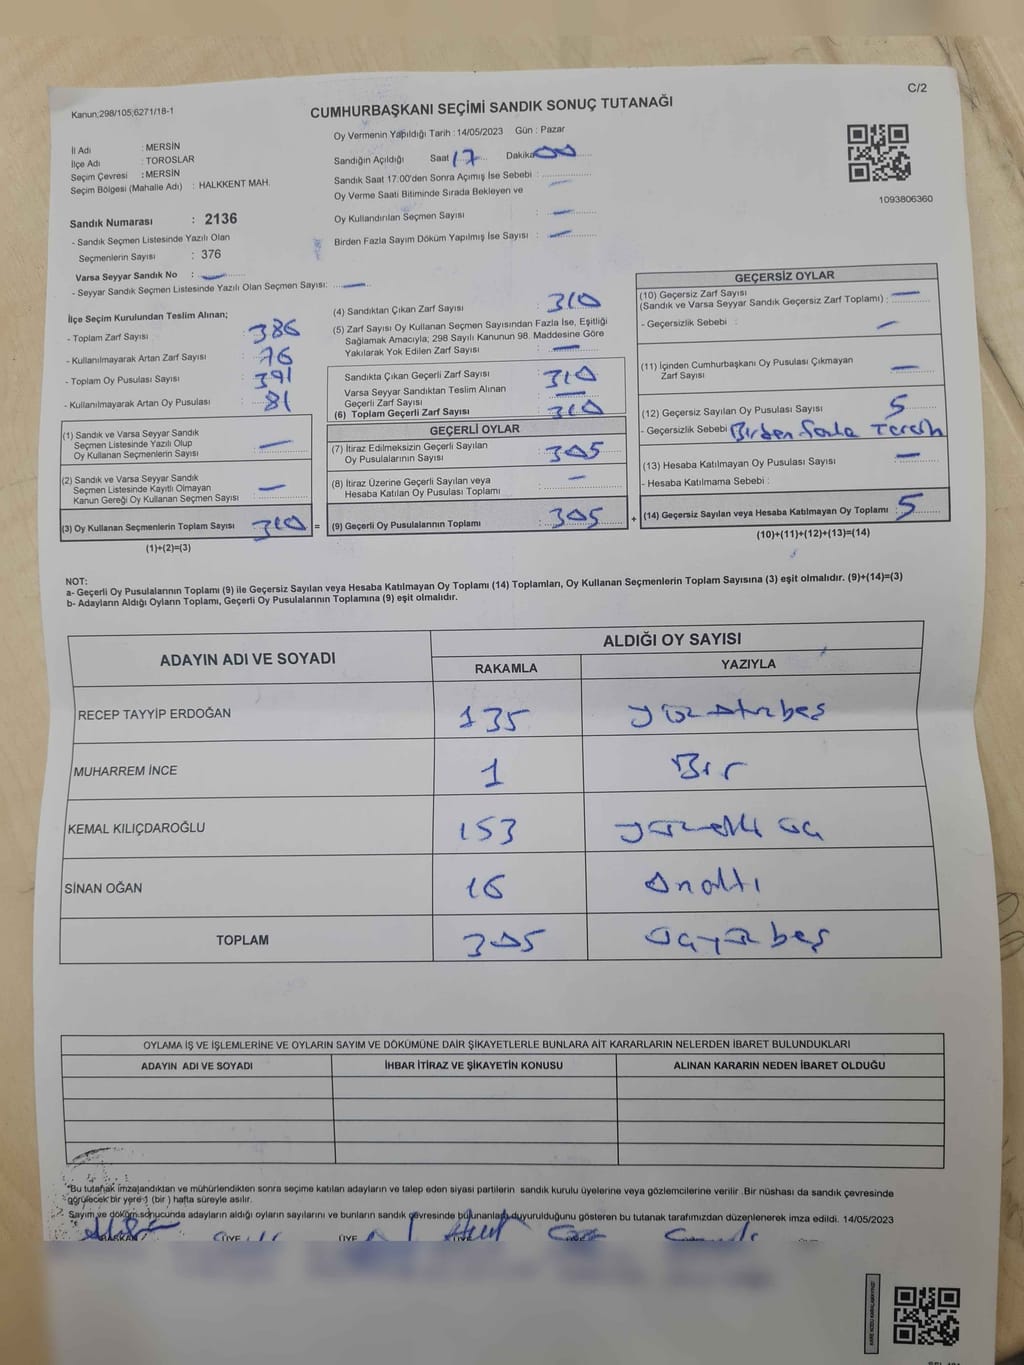 C/2
Kanun;298/105;6271/18-1
CUMHURBAŞKANI SEÇİMİ SANDIK SONUÇ TUTANAĞI
İl Adı : MERSİN
İlçe Adı : TOROSLAR
Seçim Çevresi : MERSİN
Seçim Bölgesi (Mahalle Adı) : HALKKENT MAH.
Sandık Numarası : 2136
- Sandık Seçmen Listesinde Yazılı Olan
Seçmenlerin Sayısı : 376
Varsa Seyyar Sandık No : —
- Seyyar Sandık Seçmen Listesinde Yazılı Olan Seçmen Sayısı: —
Oy Vermenin Yapıldığı Tarih : 14/05/2023 Gün : Pazar
Sandığın Açıldığı Saat 17 Dakika 00
Sandık Saat 17:00'den Sonra Açımış İse Sebebi :
Oy Verme Saati Bitiminde Sırada Bekleyen ve —
Oy Kullandırılan Seçmen Sayısı : —
Birden Fazla Sayım Döküm Yapılmış İse Sayısı : —
1093806360
İlçe Seçim Kurulundan Teslim Alınan;
- Toplam Zarf Sayısı : 386
- Kullanılmayarak Artan Zarf Sayısı : 76
- Toplam Oy Pusulası Sayısı : 391
- Kullanılmayarak Artan Oy Pusulası : 81
(1) Sandık ve Varsa Seyyar Sandık
Seçmen Listesinde Yazılı Olup
Oy Kullanan Seçmenlerin Sayısı : —
(2) Sandık ve Varsa Seyyar Sandık
Seçmen Listesinde Kayıtlı Olmayan
Kanun Gereği Oy Kullanan Seçmen Sayısı : —
(3) Oy Kullanan Seçmenlerin Toplam Sayısı : 310 =
(1)+(2)=(3)
(4) Sandıktan Çıkan Zarf Sayısı : 310
(5) Zarf Sayısı Oy Kullanan Seçmen Sayısından Fazla İse, Eşitliği
Sağlamak Amacıyla; 298 Sayılı Kanunun 98. Maddesine Göre
Yakılarak Yok Edilen Zarf Sayısı : —
Sandıkta Çıkan Geçerli Zarf Sayısı : 310
Varsa Seyyar Sandıktan Teslim Alınan
Geçerli Zarf Sayısı : —
(6) Toplam Geçerli Zarf Sayısı : 310
GEÇERLİ OYLAR
(7) İtiraz Edilmeksizin Geçerli Sayılan
Oy Pusulalarının Sayısı : 305
(8) İtiraz Üzerine Geçerli Sayılan veya
Hesaba Katılan Oy Pusulası Toplamı : —
(9) Geçerli Oy Pusulalarının Toplamı : 305 +
GEÇERSİZ OYLAR
(10) Geçersiz Zarf Sayısı
(Sandık ve Varsa Seyyar Sandık Geçersiz Zarf Toplamı) : —
- Geçersizlik Sebebi : —
(11) İçinden Cumhurbaşkanı Oy Pusulası Çıkmayan
Zarf Sayısı : —
(12) Geçersiz Sayılan Oy Pusulası Sayısı : 5
- Geçersizlik Sebebi : Birden Fazla Tercih
(13) Hesaba Katılmayan Oy Pusulası Sayısı : —
- Hesaba Katılmama Sebebi :
(14) Geçersiz Sayılan veya Hesaba Katılmayan Oy Toplamı : 5
(10)+(11)+(12)+(13)=(14)
NOT:
a- Geçerli Oy Pusulalarının Toplamı (9) ile Geçersiz Sayılan veya Hesaba Katılmayan Oy Toplamı (14) Toplamları, Oy Kullanan Seçmenlerin Toplam Sayısına (3) eşit olmalıdır. (9)+(14)=(3)
b- Adayların Aldığı Oyların Toplamı, Geçerli Oy Pusulalarının Toplamına (9) eşit olmalıdır.
ADAYIN ADI VE SOYADI ALDIĞI OY SAYISI
RAKAMLA YAZIYLA
RECEP TAYYİP ERDOĞAN 135 yüzotuzbeş
MUHARREM İNCE 1 Bir
KEMAL KILIÇDAROĞLU 153 yüzelli üç
SİNAN OĞAN 16 Onaltı
TOPLAM 305 Üçyüzbeş
OYLAMA İŞ VE İŞLEMLERİNE VE OYLARIN SAYIM VE DÖKÜMÜNE DAİR ŞİKAYETLERLE BUNLARA AİT KARARLARIN NELERDEN İBARET BULUNDUKLARI
ADAYIN ADI VE SOYADI İHBAR İTİRAZ VE ŞİKAYETİN KONUSU ALINAN KARARIN NEDEN İBARET OLDUĞU
*Bu tutanak imzalandıktan ve mühürlendikten sonra seçime katılan adayların ve talep eden siyasi partilerin sandık kurulu üyelerine veya gözlemcilerine verilir .Bir nüshası da sandık çevresinde
görülecek bir yere 1 (bir ) hafta süreyle asılır.
Sayım ve döküm sonucunda adayların aldığı oyların sayılarını ve bunların sandık çevresinde bulunanlara duyurulduğunu gösteren bu tutanak tarafımızdan düzenlenerek imza edildi. 14/05/2023
BAŞKAN ÜYE ÜYE